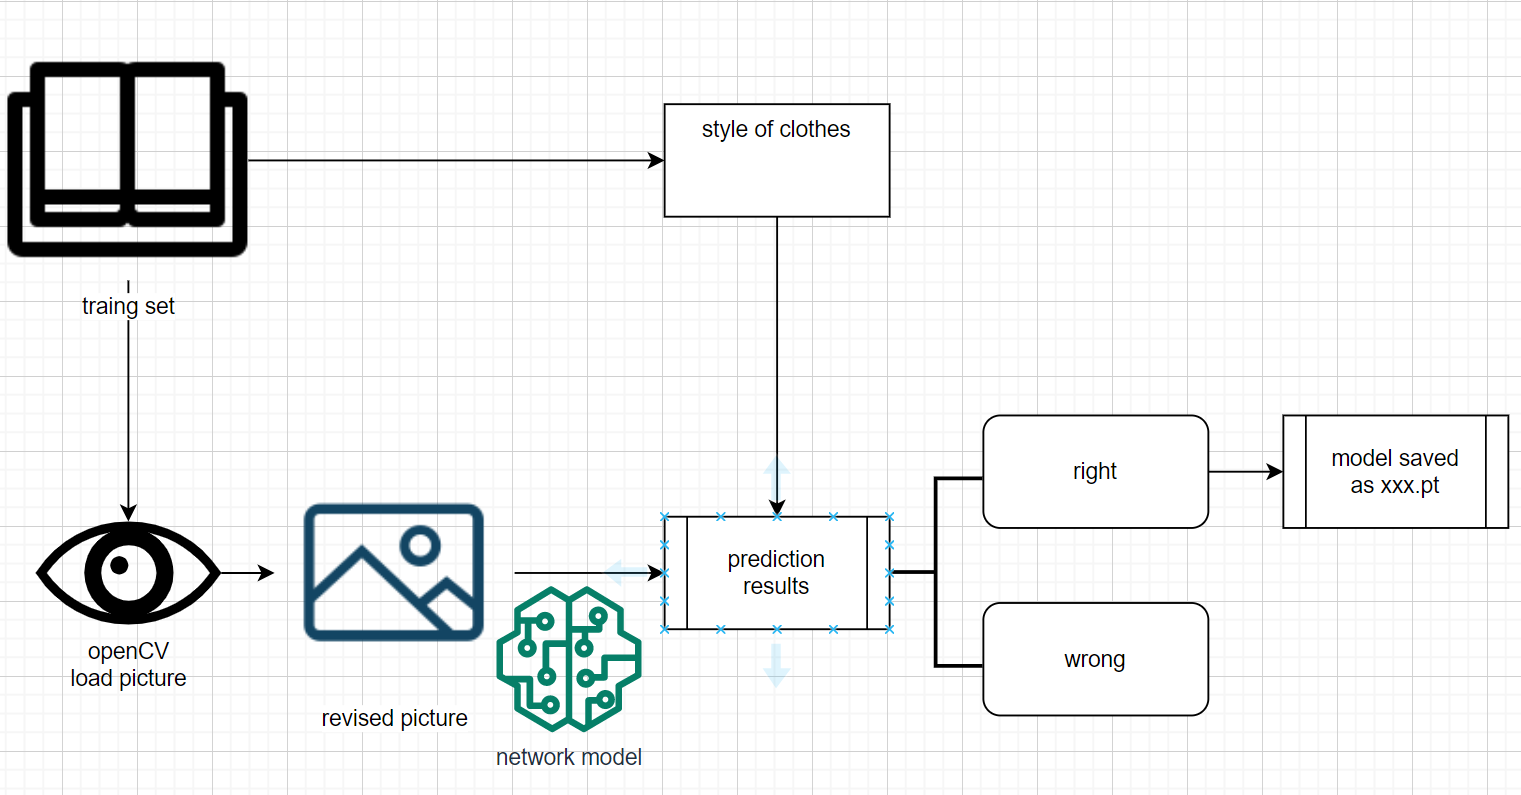 style of clothes
traing set
right
model saved
as xxx.pt
prediction
results
openCV
load picture
wrong
revised picture
network model